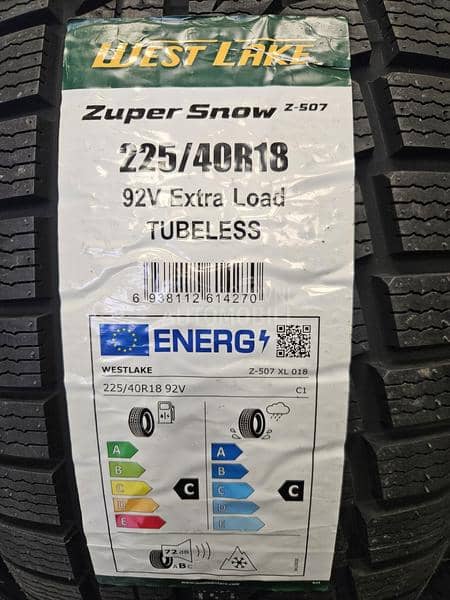 WEST LAKE
Zuper Snow Z-507
225/40R18
92V Extra Load
TUBELESS
6 938112 614270
ENERG
WESTLAKE Z-507 XL 018
225/40R18 92V C1
A A
B B
C C C C
D D
E E
72 dB
A B C